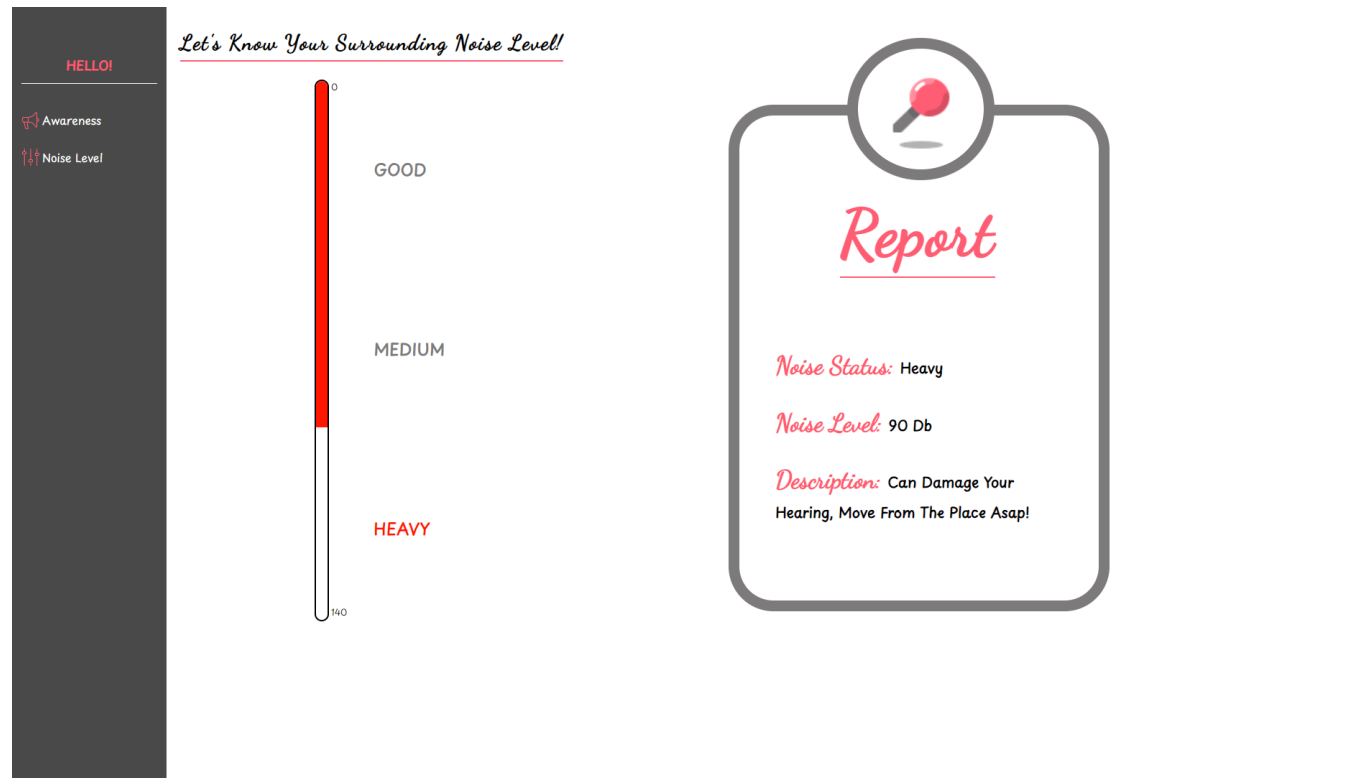 HELLO!
Awareness
Noise Level
Let's Know Your Surrounding Noise Level!
0
GOOD
MEDIUM
HEAVY
140
Report
Noise Status: Heavy
Noise Level: 90 Db
Description: Can Damage Your
Hearing, Move From The Place Asap!